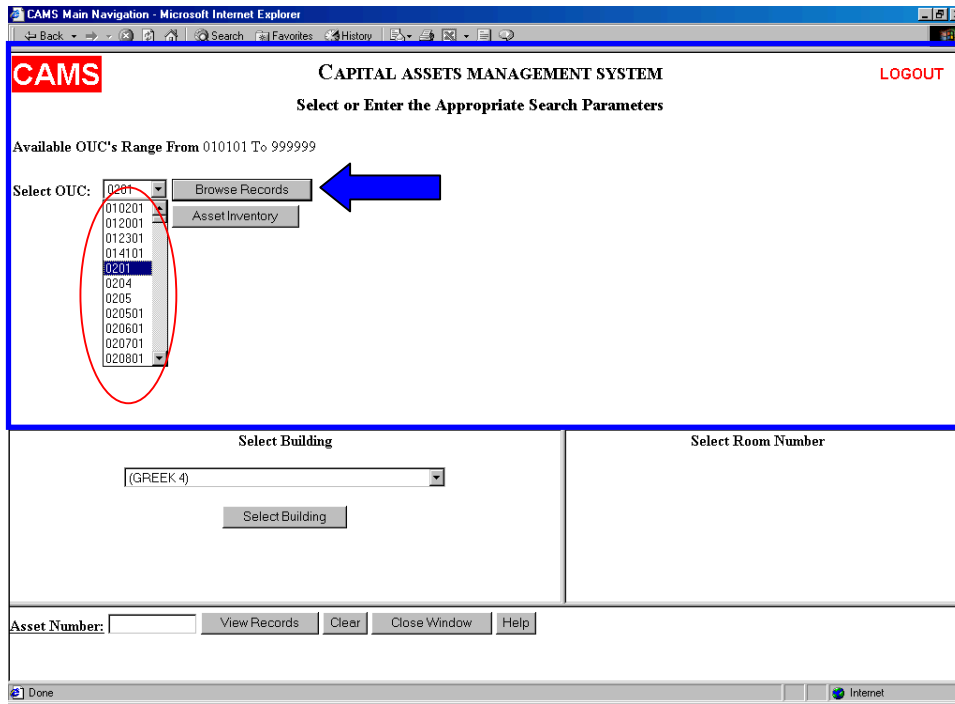 CAMS Main Navigation - Microsoft Internet Explorer
Back Search Favorites History
CAMS CAPITAL ASSETS MANAGEMENT SYSTEM LOGOUT
Select or Enter the Appropriate Search Parameters
Available OUC's Range From 010101 To 999999
Select OUC: 0201 Browse Records
Asset Inventory
010201
012001
012301
014101
0201
0204
0205
020501
020601
020701
020801
Select Building
(GREEK 4)
Select Building
Select Room Number
Asset Number: View Records Clear Close Window Help
Done Internet